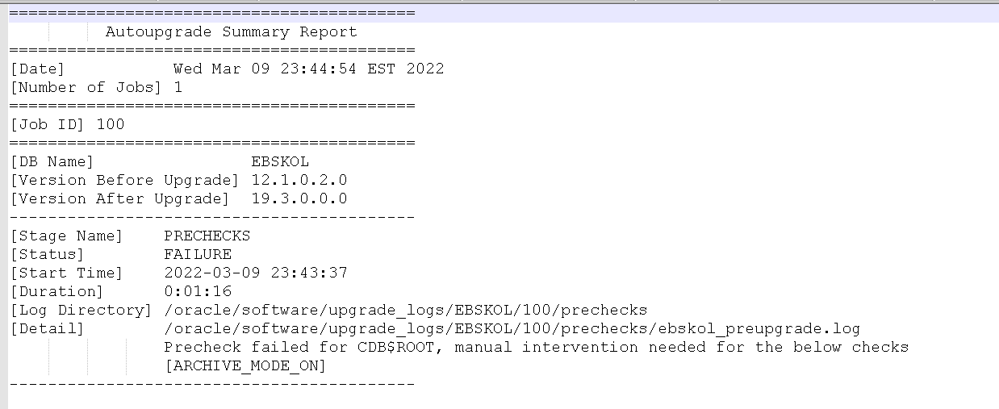 ==========================================
Autoupgrade Summary Report
==========================================
[Date] Wed Mar 09 23:44:54 EST 2022
[Number of Jobs] 1
==========================================
[Job ID] 100
==========================================
[DB Name] EBSKOL
[Version Before Upgrade] 12.1.0.2.0
[Version After Upgrade] 19.3.0.0.0
------------------------------------------
[Stage Name] PRECHECKS
[Status] FAILURE
[Start Time] 2022-03-09 23:43:37
[Duration] 0:01:16
[Log Directory] /oracle/software/upgrade_logs/EBSKOL/100/prechecks
[Detail] /oracle/software/upgrade_logs/EBSKOL/100/prechecks/ebskol_preupgrade.log
Precheck failed for CDB$ROOT, manual intervention needed for the below checks
[ARCHIVE_MODE_ON]
------------------------------------------